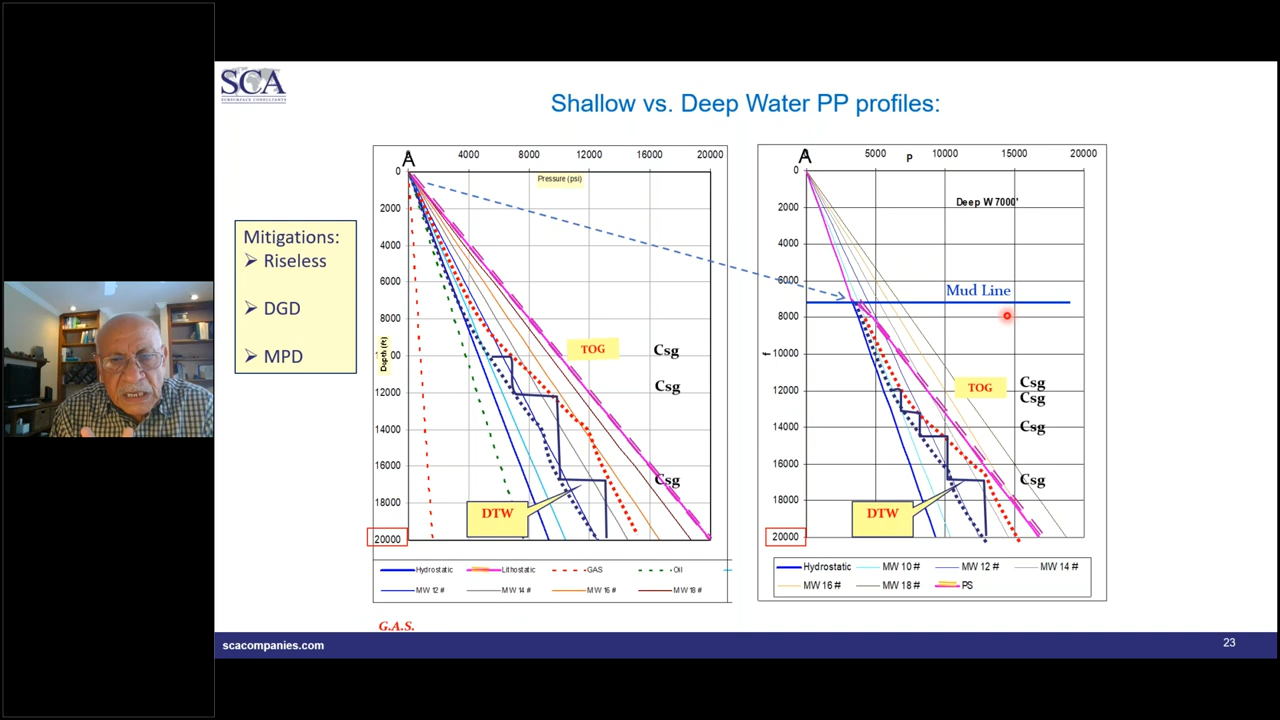 SCA
SUBSURFACE CONSULTANTS
Shallow vs. Deep Water PP profiles:
Mitigations:
➢ Riseless
➢ DGD
➢ MPD
A
4000 8000 12000 16000 20000
Pressure (psi)
0
2000
4000
6000
8000
12000
14000
16000
18000
20000
Depth (ft)
TOG
Csg
Csg
Csg
DTW
Hydrostatic Lithostatic GAS Oil
MW 12 # MW 14 # MW 16 # MW 18 #
G.A.S.
A
5000 10000 15000 20000
P
0
2000
4000
6000
8000
10000
12000
14000
16000
18000
20000
f
Deep W 7000'
Mud Line
TOG
Csg
Csg
Csg
Csg
DTW
Hydrostatic MW 10 # MW 12 # MW 14 #
MW 16 # MW 18 # PS
scacompanies.com
23